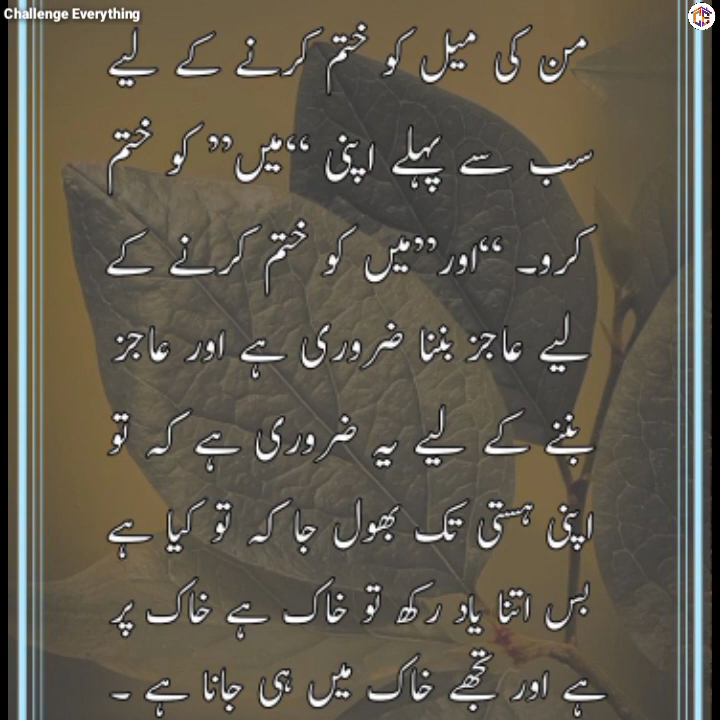 Challenge Everything
من کی میل کو ختم کرنے کے لیے
سب سے پہلے اپنی “میں” کو ختم
کرو۔ “اور”میں کو ختم کرنے کے
لیے عاجز بننا ضروری ہے اور عاجز
بننے کے لیے یہ ضروری ہے کہ تو
اپنی ہستی تک بھول جا کہ تو کیا ہے
بس اتنا یاد رکھ تو خاک ہے خاک پر
ہے اور تجھے خاک میں ہی جانا ہے ۔